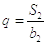 q = S₂/b₂